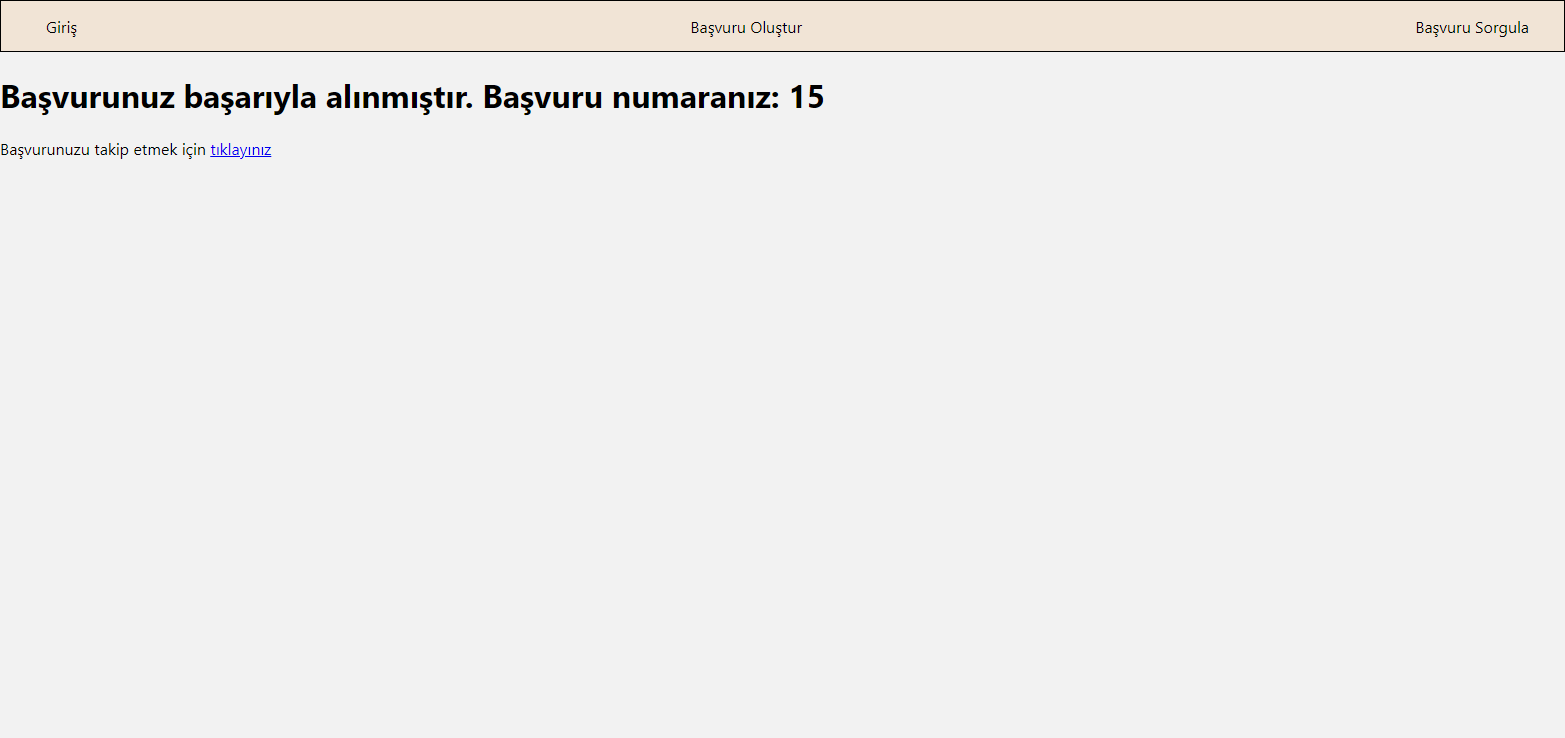 Giriş Başvuru Oluştur Başvuru Sorgula
Başvurunuz başarıyla alınmıştır. Başvuru numaranız: 15
Başvurunuzu takip etmek için tıklayınız